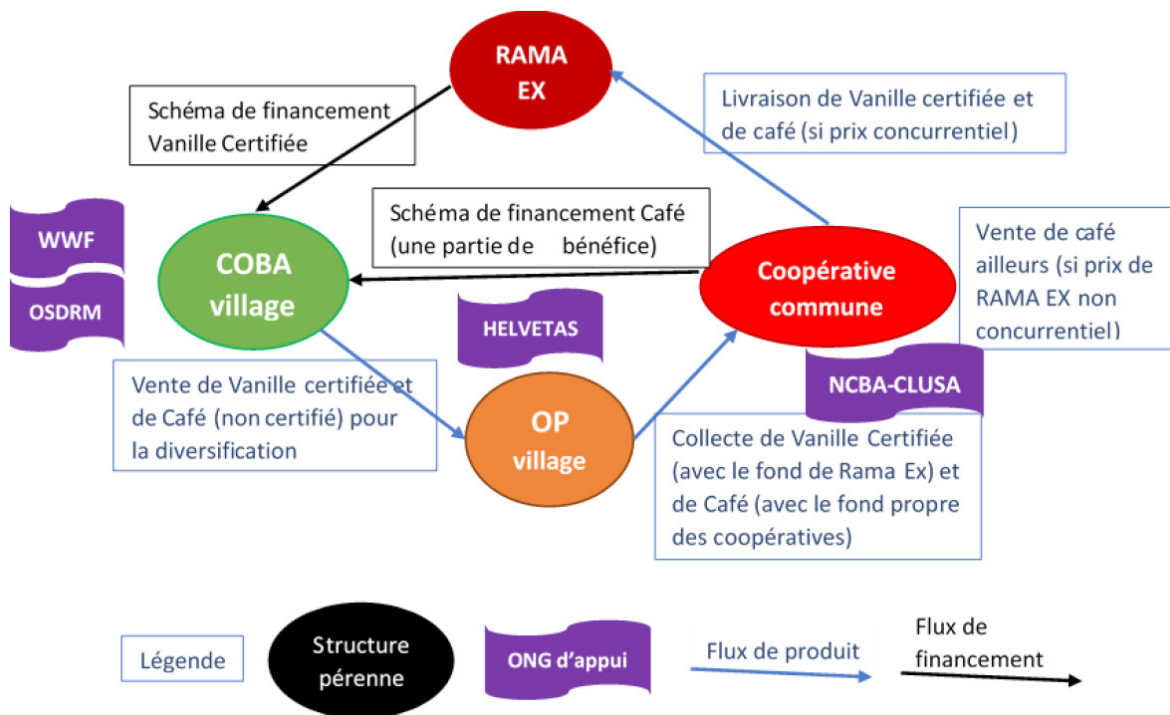 RAMA
EX
Schéma de financement
Vanille Certifiée
Livraison de Vanille certifiée et
de café (si prix concurrentiel)
Schéma de financement Café
(une partie de bénéfice)
WWF
OSDRM
COBA
village
Coopérative
commune
Vente de café
ailleurs (si prix de
RAMA EX non
concurrentiel)
HELVETAS
NCBA-CLUSA
Vente de Vanille certifiée et
de Café (non certifié) pour
la diversification
OP
village
Collecte de Vanille Certifiée
(avec le fond de Rama Ex) et
de Café (avec le fond propre
des coopératives)
Légende
Structure
pérenne
ONG d’appui
Flux de produit
Flux de
financement